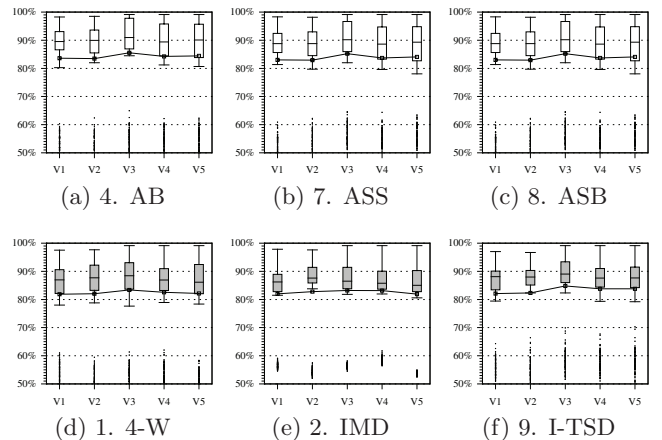 100% 100% 100%
90% 90% 90%
80% 80% 80%
70% 70% 70%
60% 60% 60%
50% 50% 50%
V1 V2 V3 V4 V5 V1 V2 V3 V4 V5 V1 V2 V3 V4 V5
(a) 4. AB (b) 7. ASS (c) 8. ASB
100% 100% 100%
90% 90% 90%
80% 80% 80%
70% 70% 70%
60% 60% 60%
50% 50% 50%
V1 V2 V3 V4 V5 V1 V2 V3 V4 V5 V1 V2 V3 V4 V5
(d) 1. 4-W (e) 2. IMD (f) 9. I-TSD